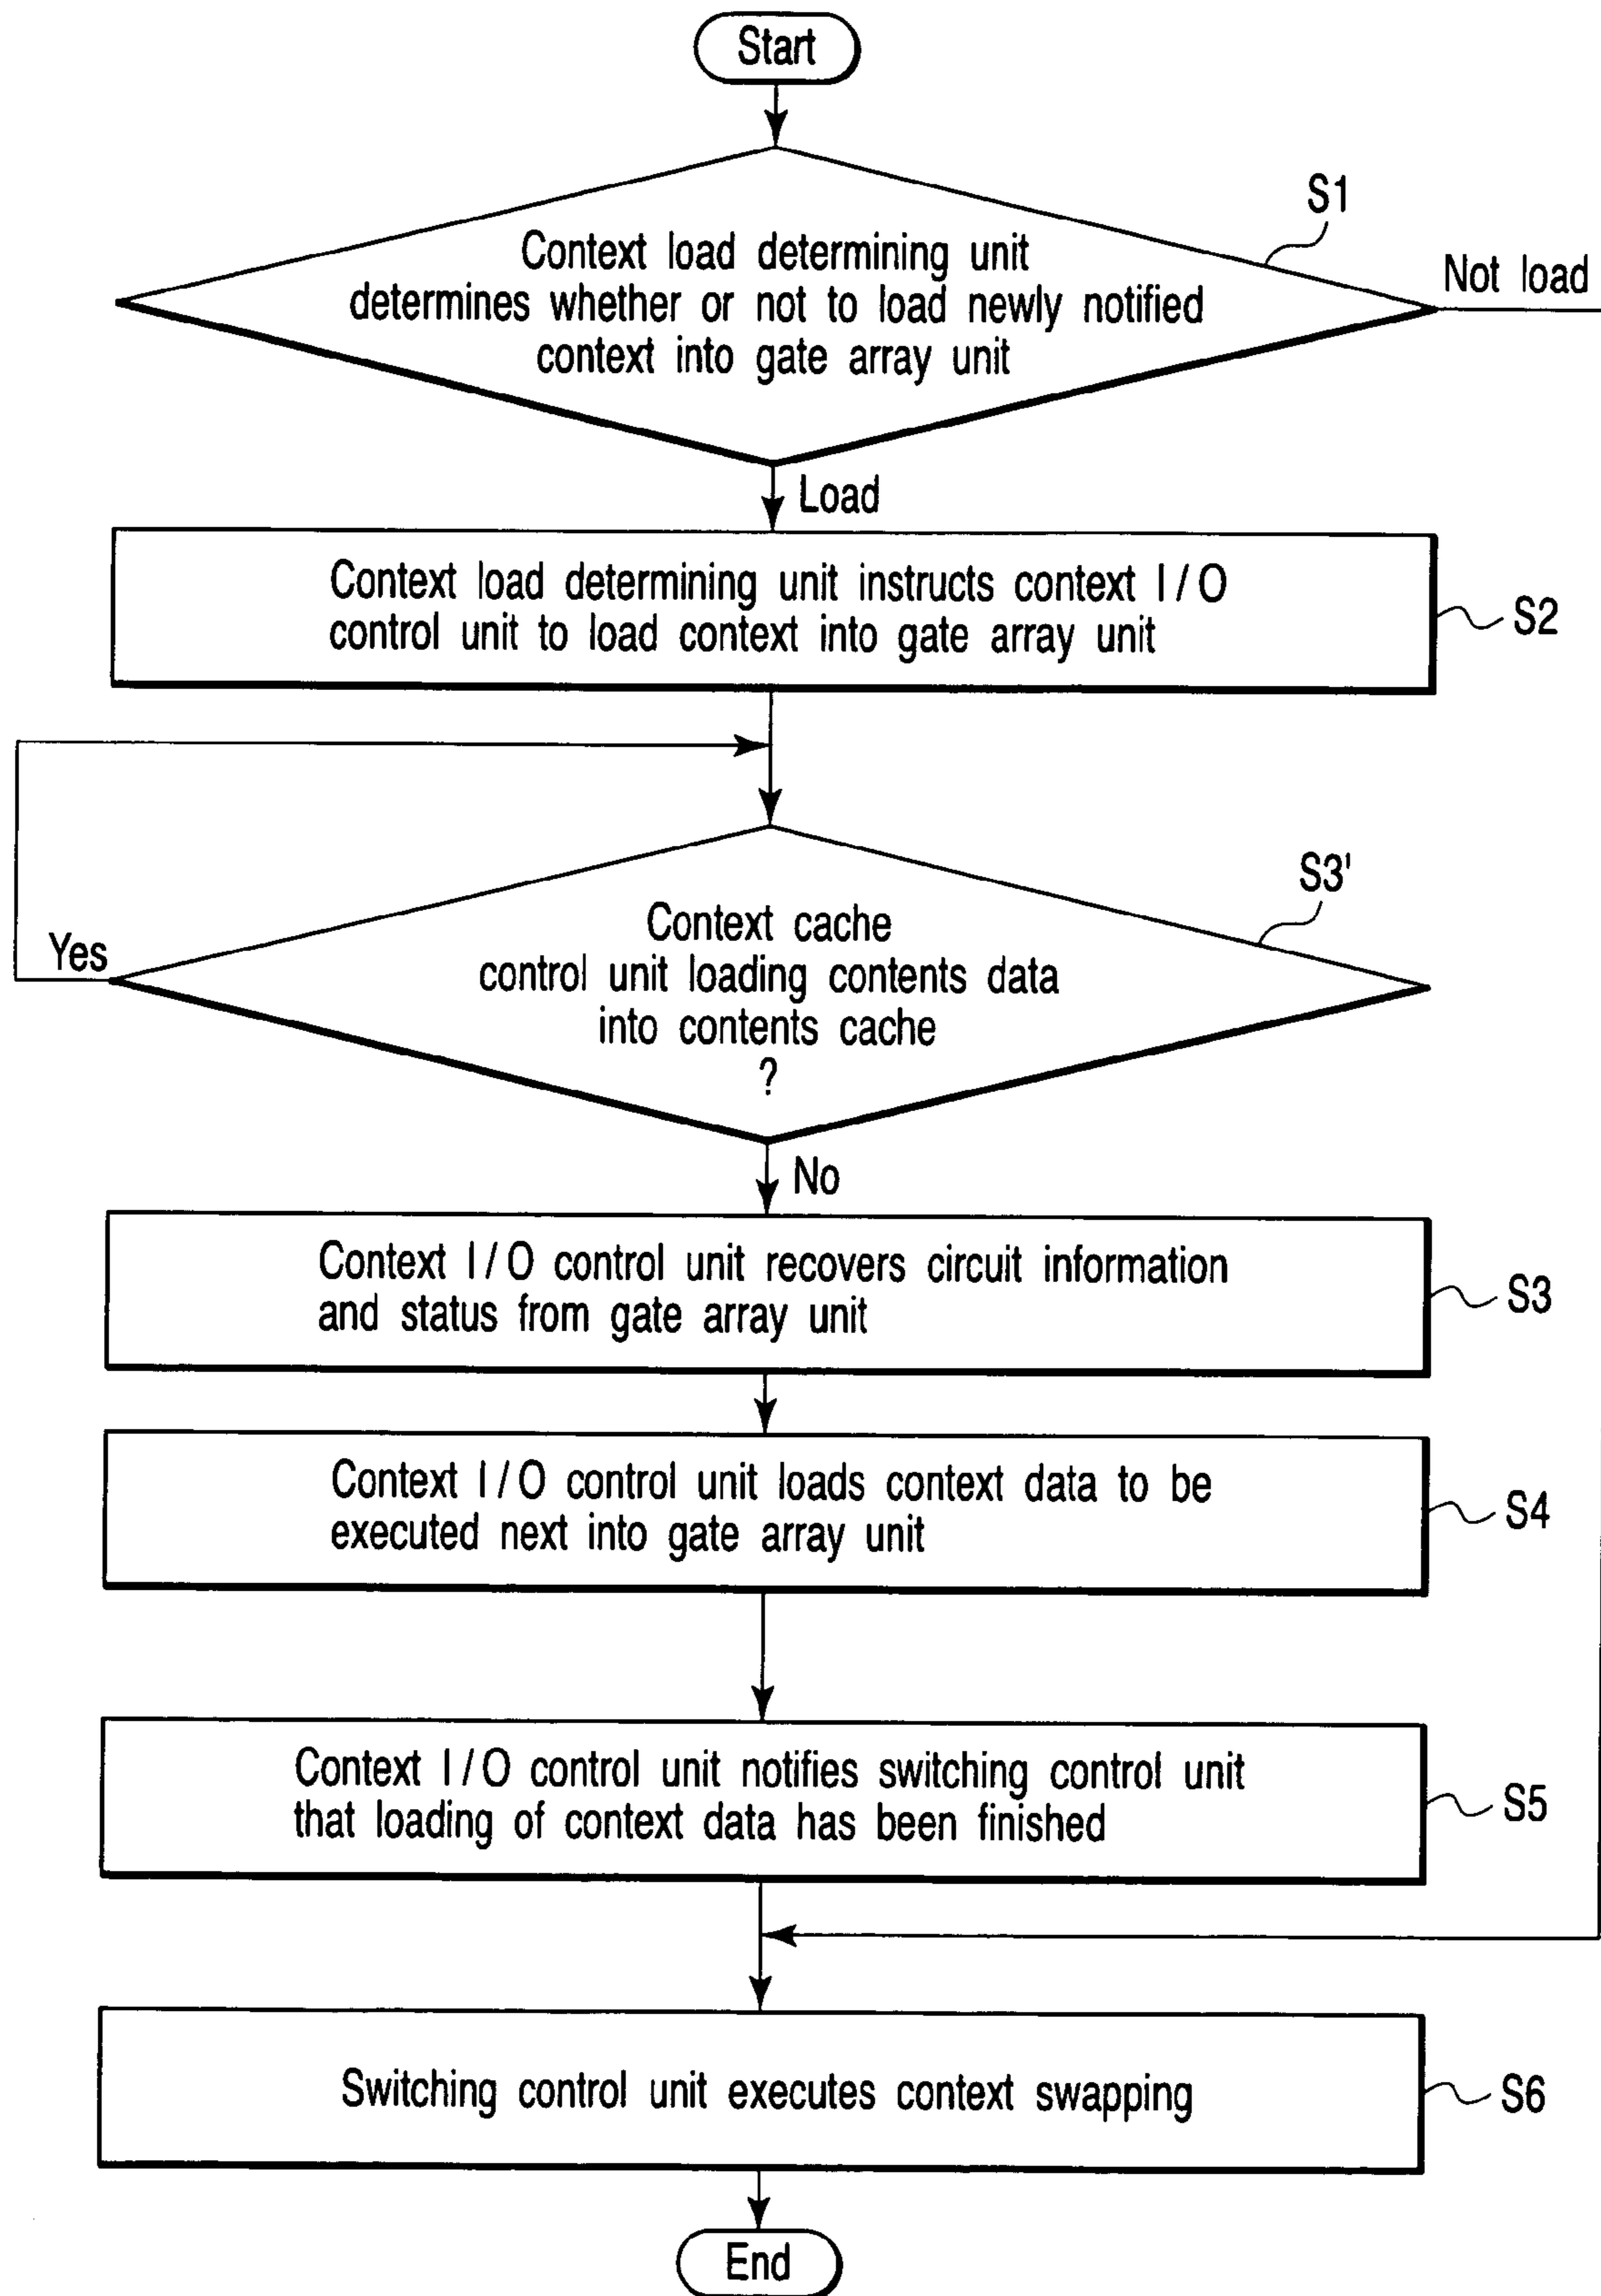 Start
S1
Context load determining unit
determines whether or not to load newly notified
context into gate array unit
Not load
Load
Context load determining unit instructs context I/O
control unit to load context into gate array unit
S2
S3'
Context cache
control unit loading contents data
into contents cache
?
Yes
No
Context I/O control unit recovers circuit information
and status from gate array unit
S3
Context I/O control unit loads context data to be
executed next into gate array unit
S4
Context I/O control unit notifies switching control unit
that loading of context data has been finished
S5
Switching control unit executes context swapping
S6
End